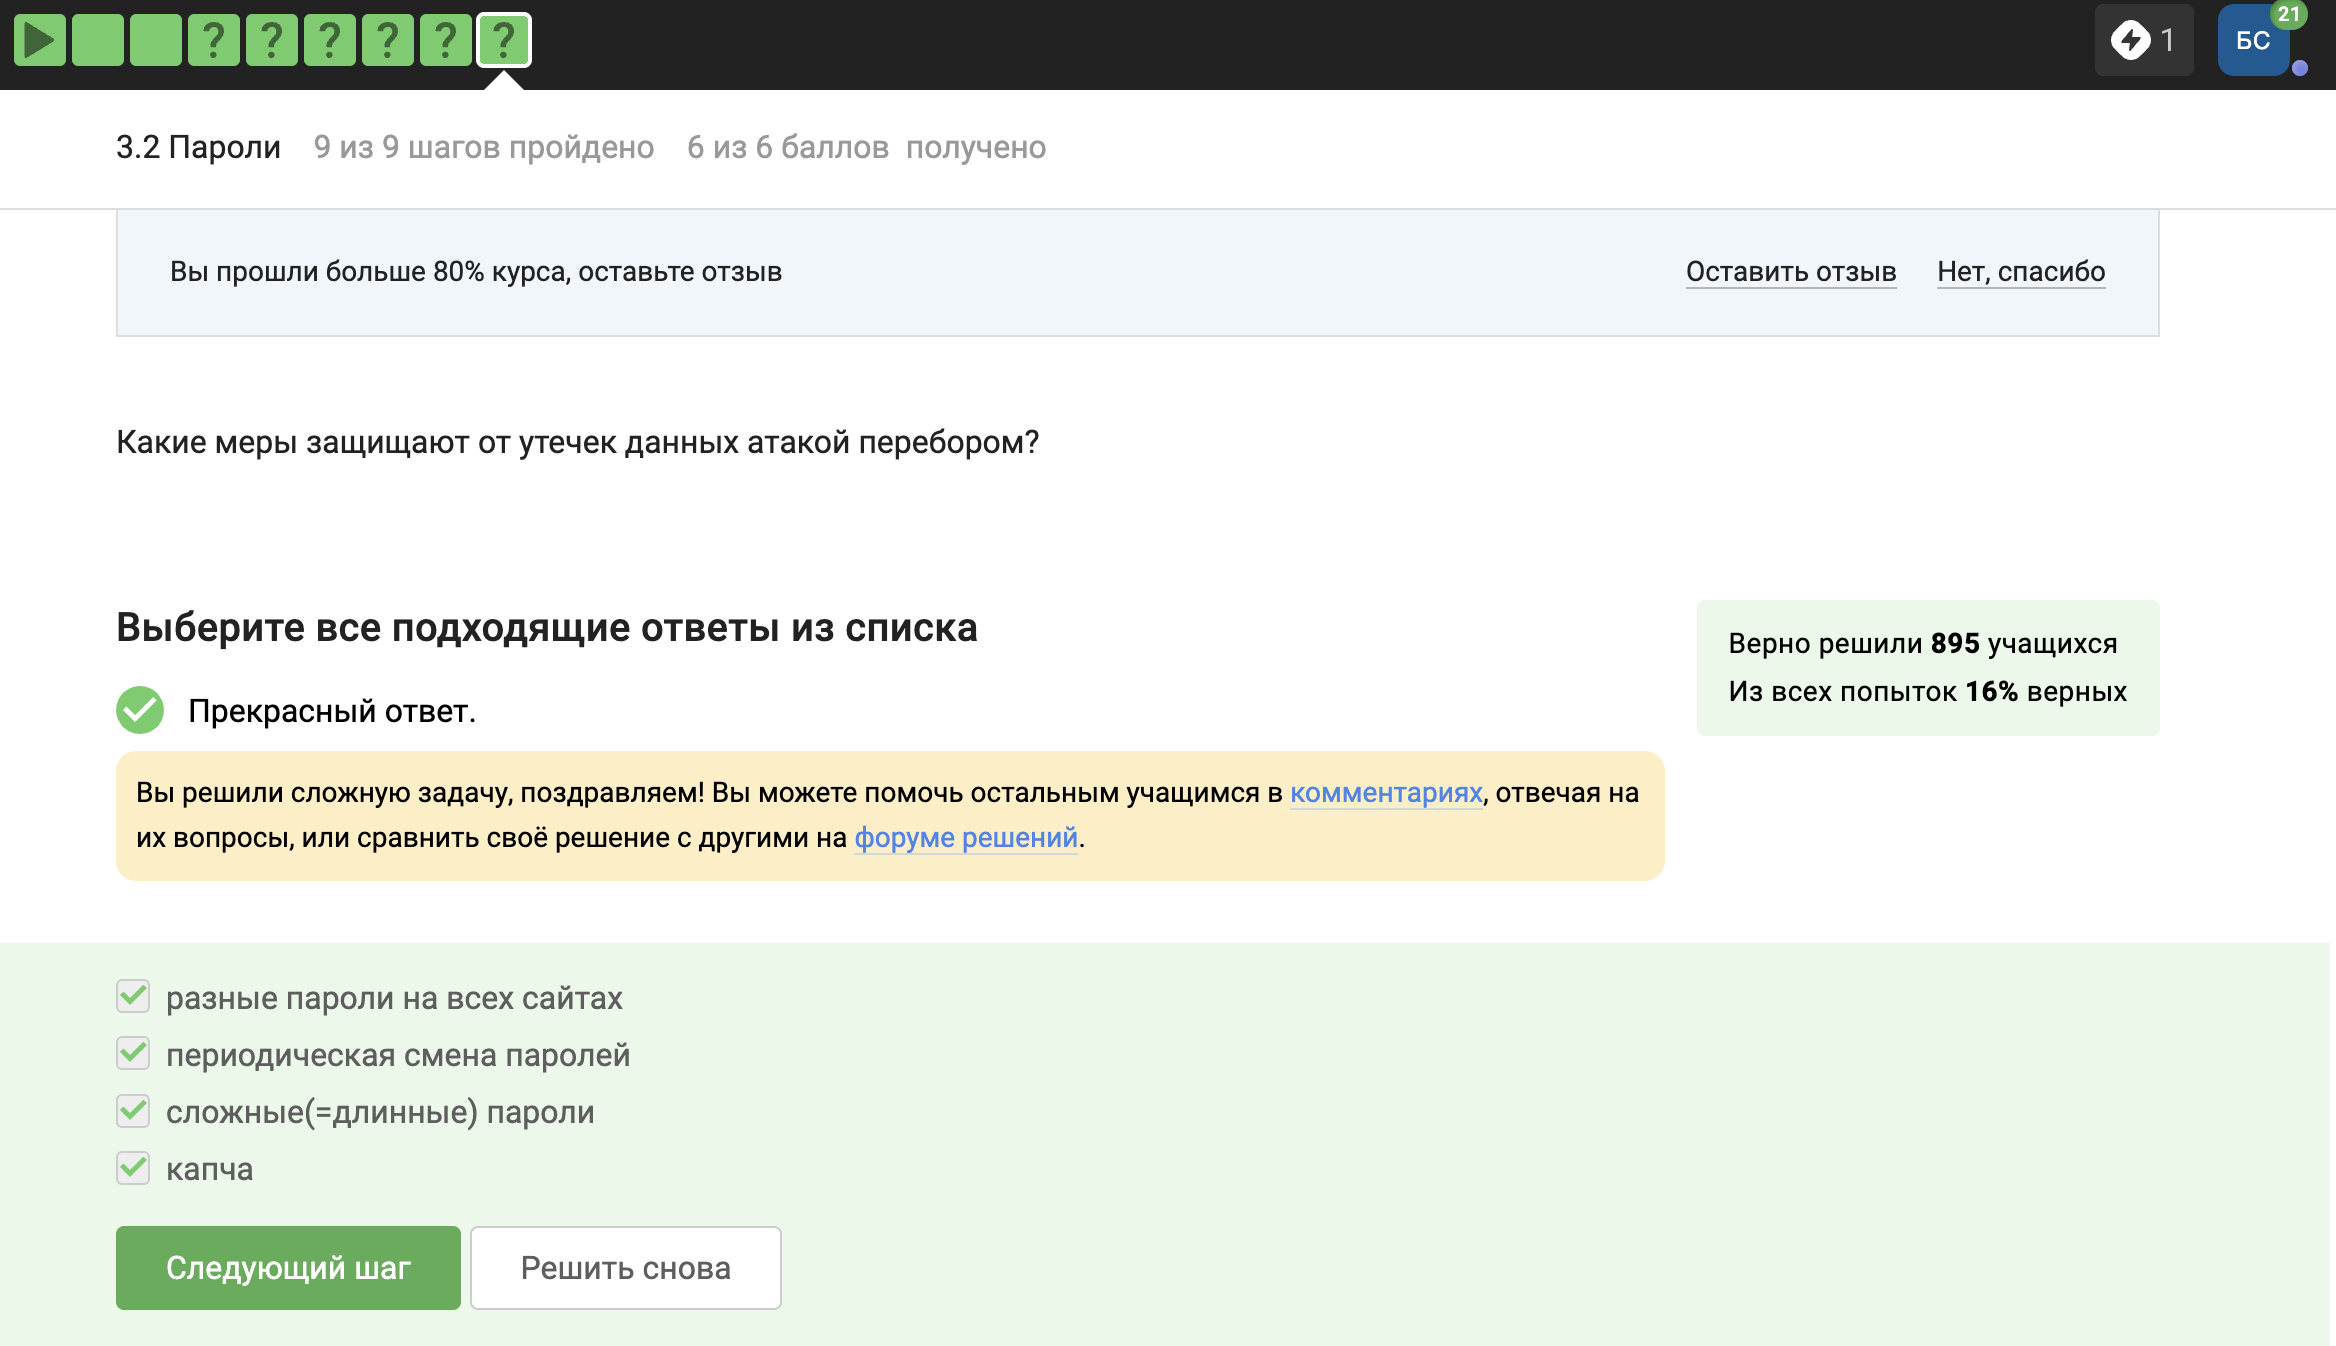 ? ? ? ? ? ?
1
БС
21
3.2 Пароли 9 из 9 шагов пройдено 6 из 6 баллов получено
Вы прошли больше 80% курса, оставьте отзыв Оставить отзыв Нет, спасибо
Какие меры защищают от утечек данных атакой перебором?
Выберите все подходящие ответы из списка
Верно решили 895 учащихся
Из всех попыток 16% верных
Прекрасный ответ.
Вы решили сложную задачу, поздравляем! Вы можете помочь остальным учащимся в комментариях, отвечая на
их вопросы, или сравнить своё решение с другими на форуме решений.
разные пароли на всех сайтах
периодическая смена паролей
сложные(=длинные) пароли
капча
Следующий шаг Решить снова